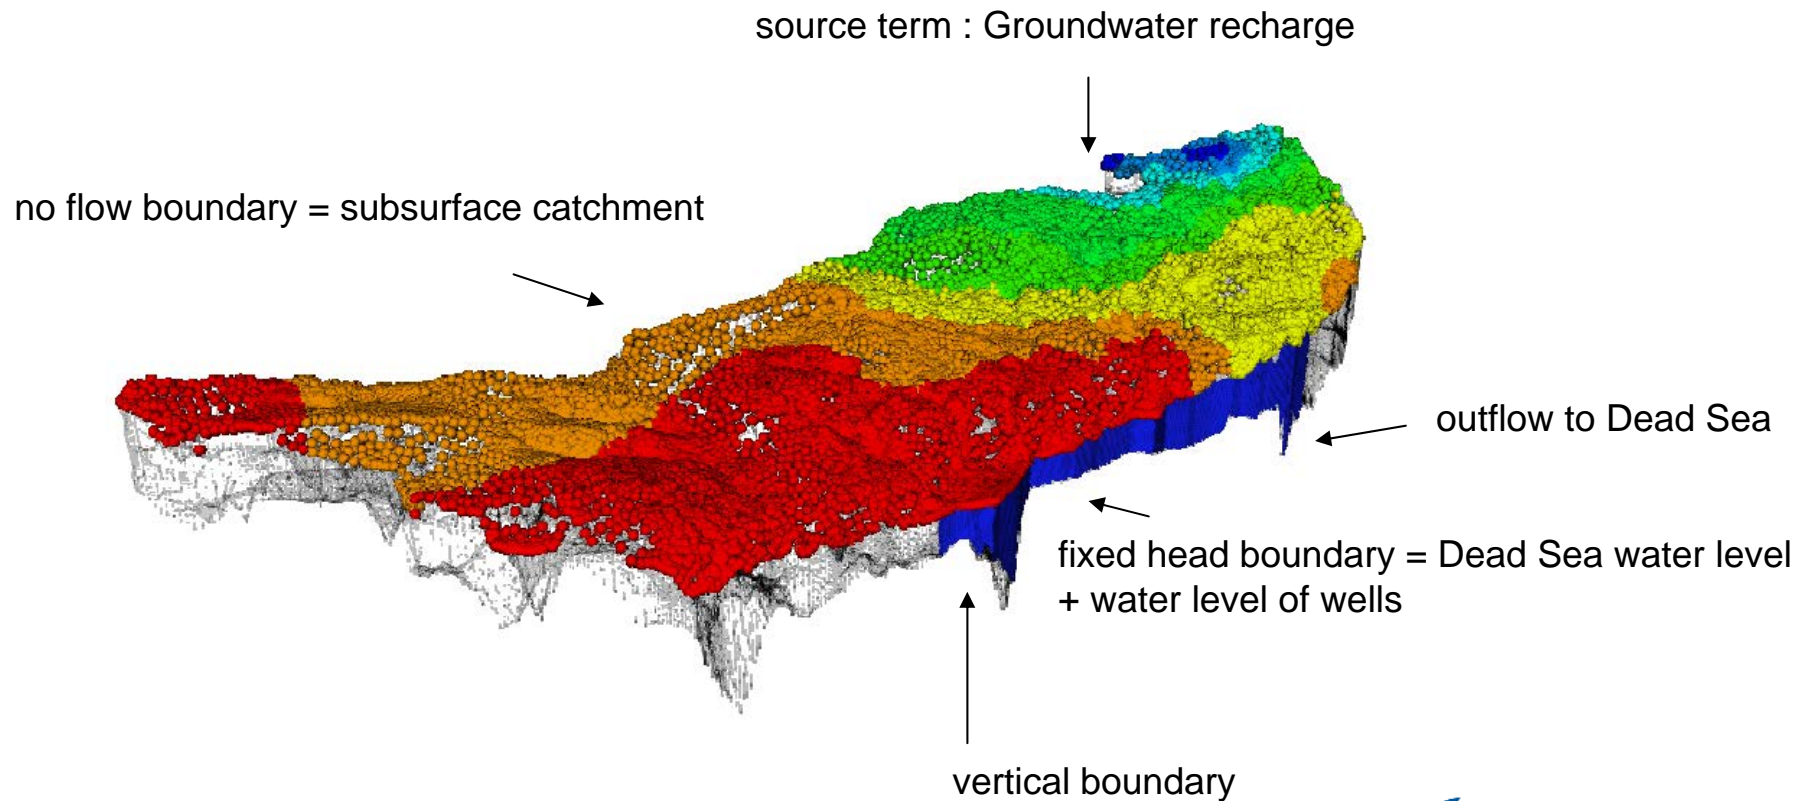 source term : Groundwater recharge
no flow boundary = subsurface catchment
outflow to Dead Sea
fixed head boundary = Dead Sea water level
+ water level of wells
vertical boundary